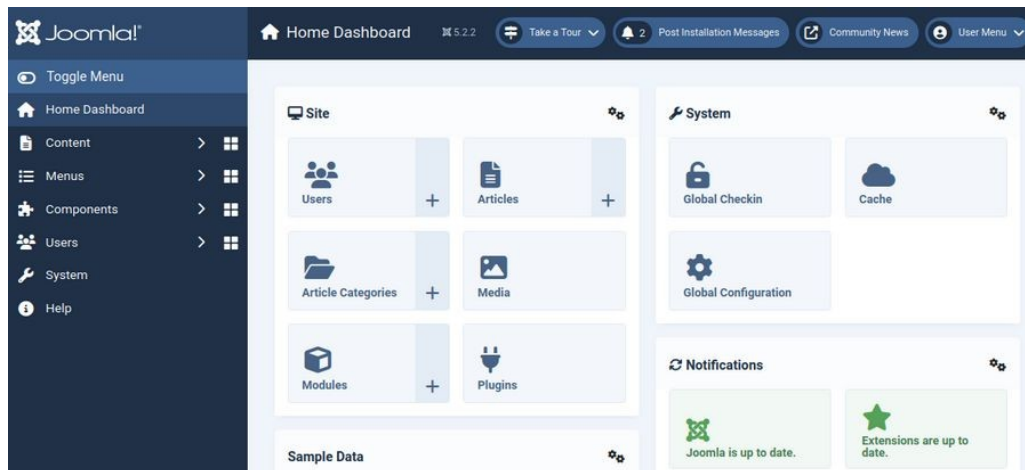 Joomla!®
Home Dashboard
5.2.2
Take a Tour
2 Post Installation Messages
Community News
User Menu
Toggle Menu
Home Dashboard
Content
Menus
Components
Users
System
Help
Site
Users
Articles
Article Categories
Media
Modules
Plugins
Sample Data
System
Global Checkin
Cache
Global Configuration
Notifications
Joomla is up to date.
Extensions are up to
date.